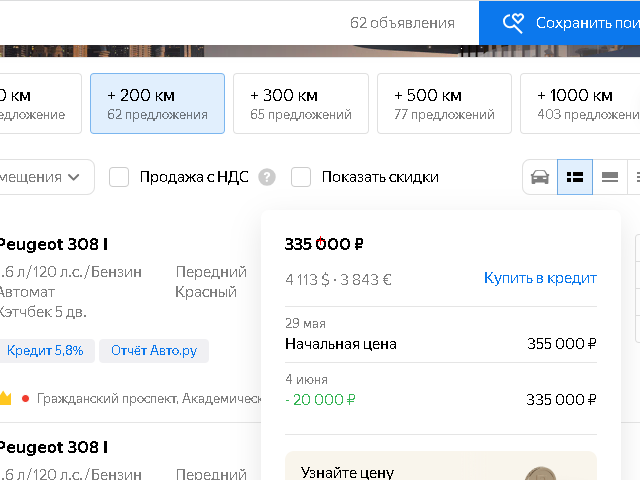 62 объявления
Сохранить пои
0 км
едложение
+ 200 км
62 предложения
+ 300 км
65 предложений
+ 500 км
77 предложений
+ 1000 км
403 предложени
мещения
Продажа с НДС
?
Показать скидки
Peugeot 308 I
.6 л/120 л.с./Бензин
Автомат
Хэтчбек 5 дв.
Передний
Красный
Кредит 5,8%
Отчёт Авто.ру
Гражданский проспект, Академическ
335 000 ₽
4 113 $ · 3 843 €
Купить в кредит
29 мая
Начальная цена
355 000 ₽
4 июня
- 20 000 ₽
335 000 ₽
Узнайте цену
Peugeot 308 I
.6 л/120 л.с./Бензин
Передний